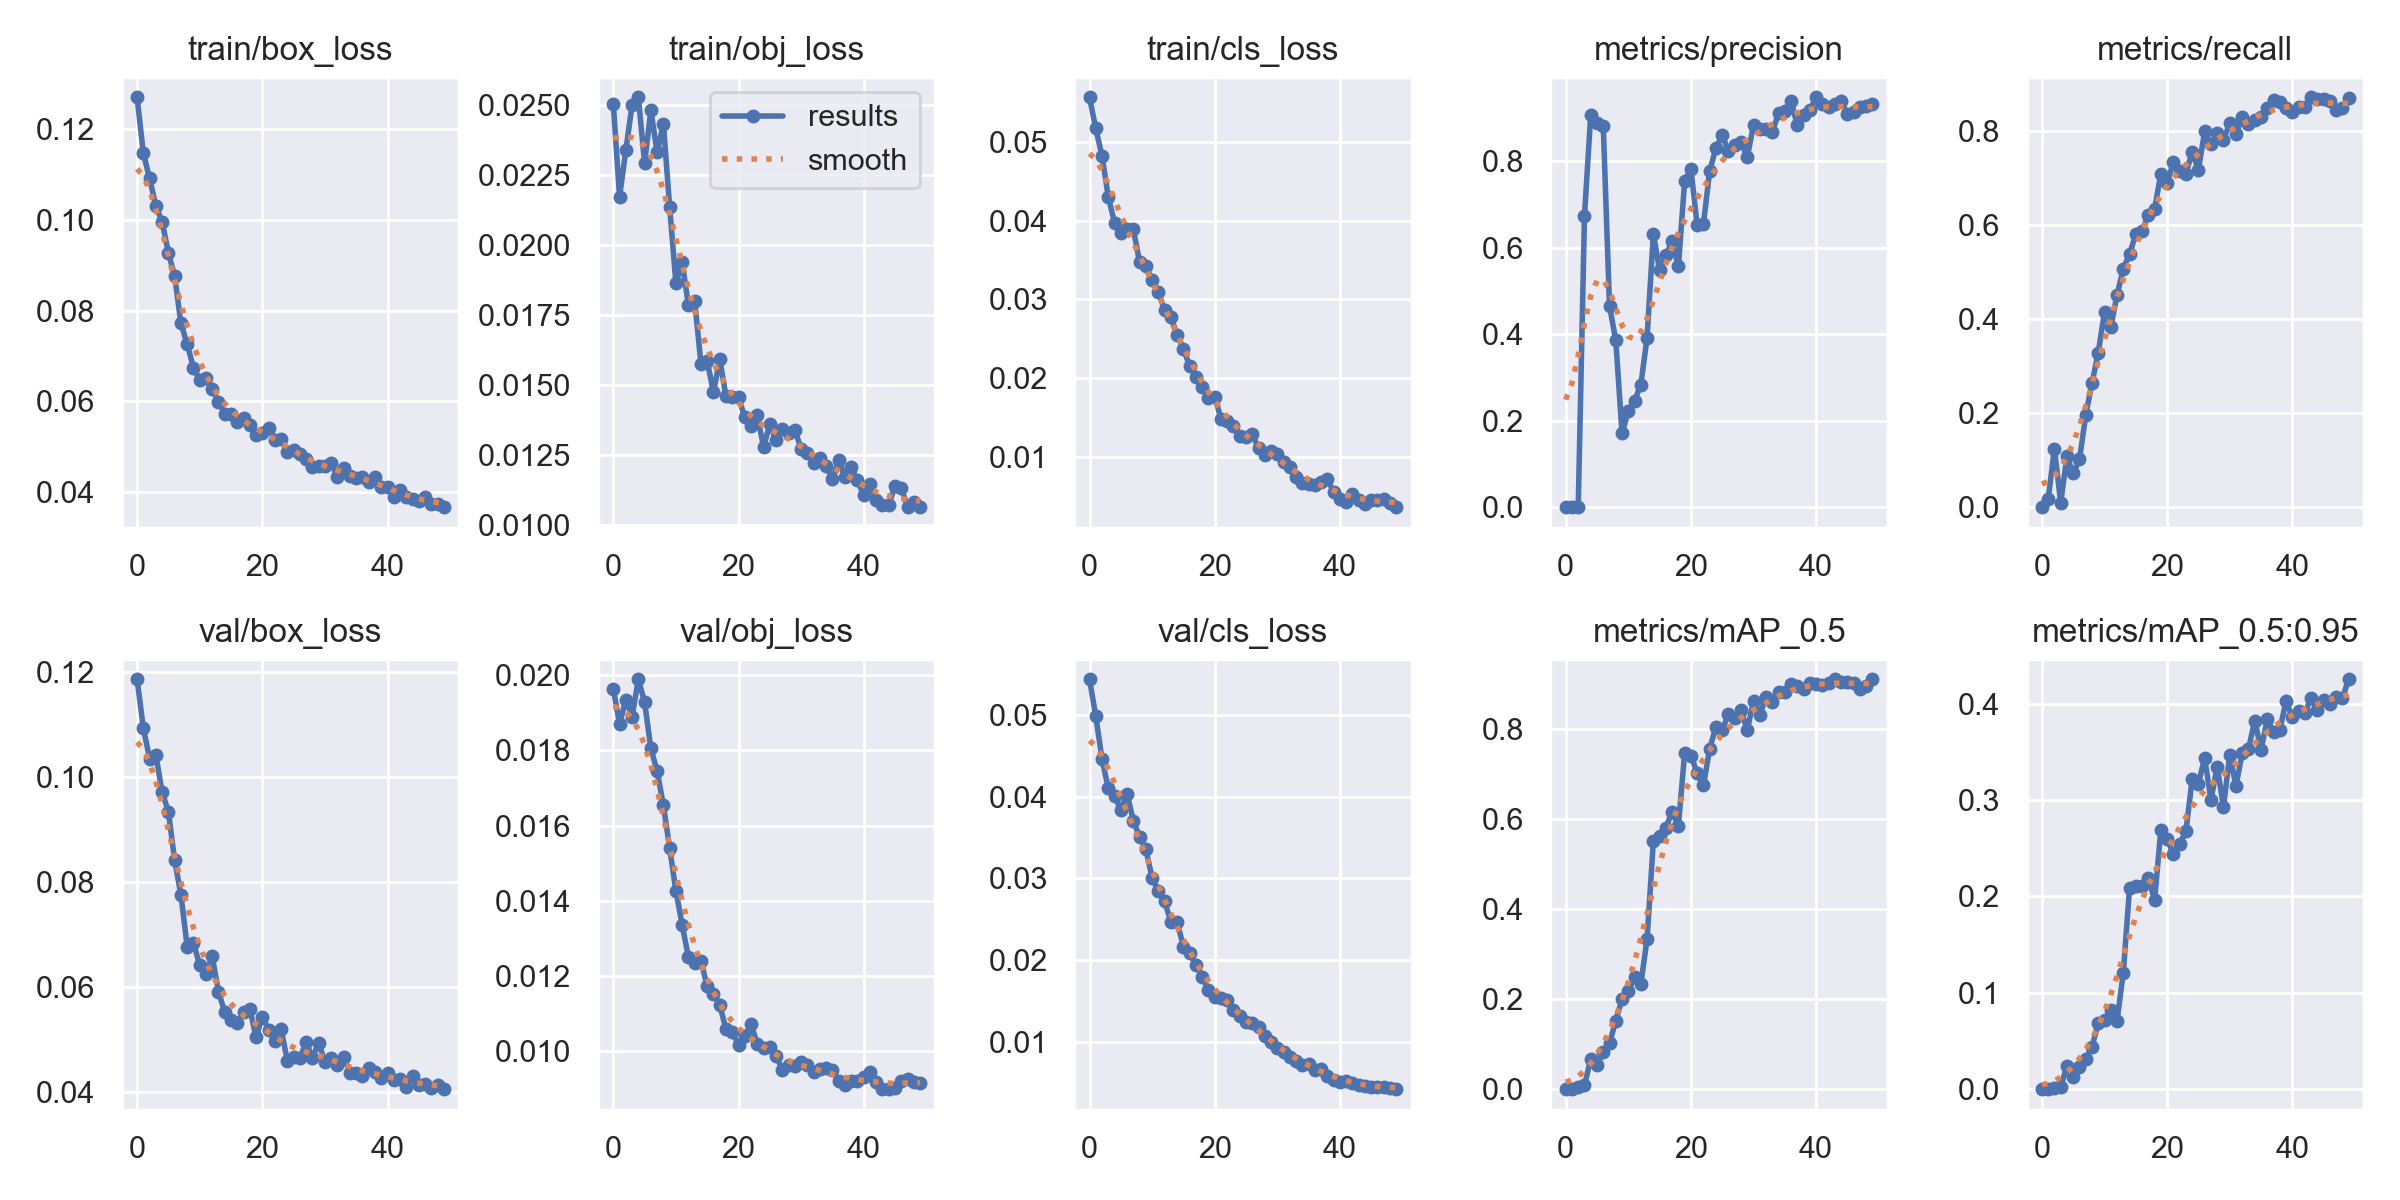 train/box_loss
0.12
0.10
0.08
0.06
0.04
0 20 40
train/obj_loss
results
smooth
0.0250
0.0225
0.0200
0.0175
0.0150
0.0125
0.0100
0 20 40
train/cls_loss
0.05
0.04
0.03
0.02
0.01
0 20 40
metrics/precision
0.8
0.6
0.4
0.2
0.0
0 20 40
metrics/recall
0.8
0.6
0.4
0.2
0.0
0 20 40
val/box_loss
0.12
0.10
0.08
0.06
0.04
0 20 40
val/obj_loss
0.020
0.018
0.016
0.014
0.012
0.010
0 20 40
val/cls_loss
0.05
0.04
0.03
0.02
0.01
0 20 40
metrics/mAP_0.5
0.8
0.6
0.4
0.2
0.0
0 20 40
metrics/mAP_0.5:0.95
0.4
0.3
0.2
0.1
0.0
0 20 40